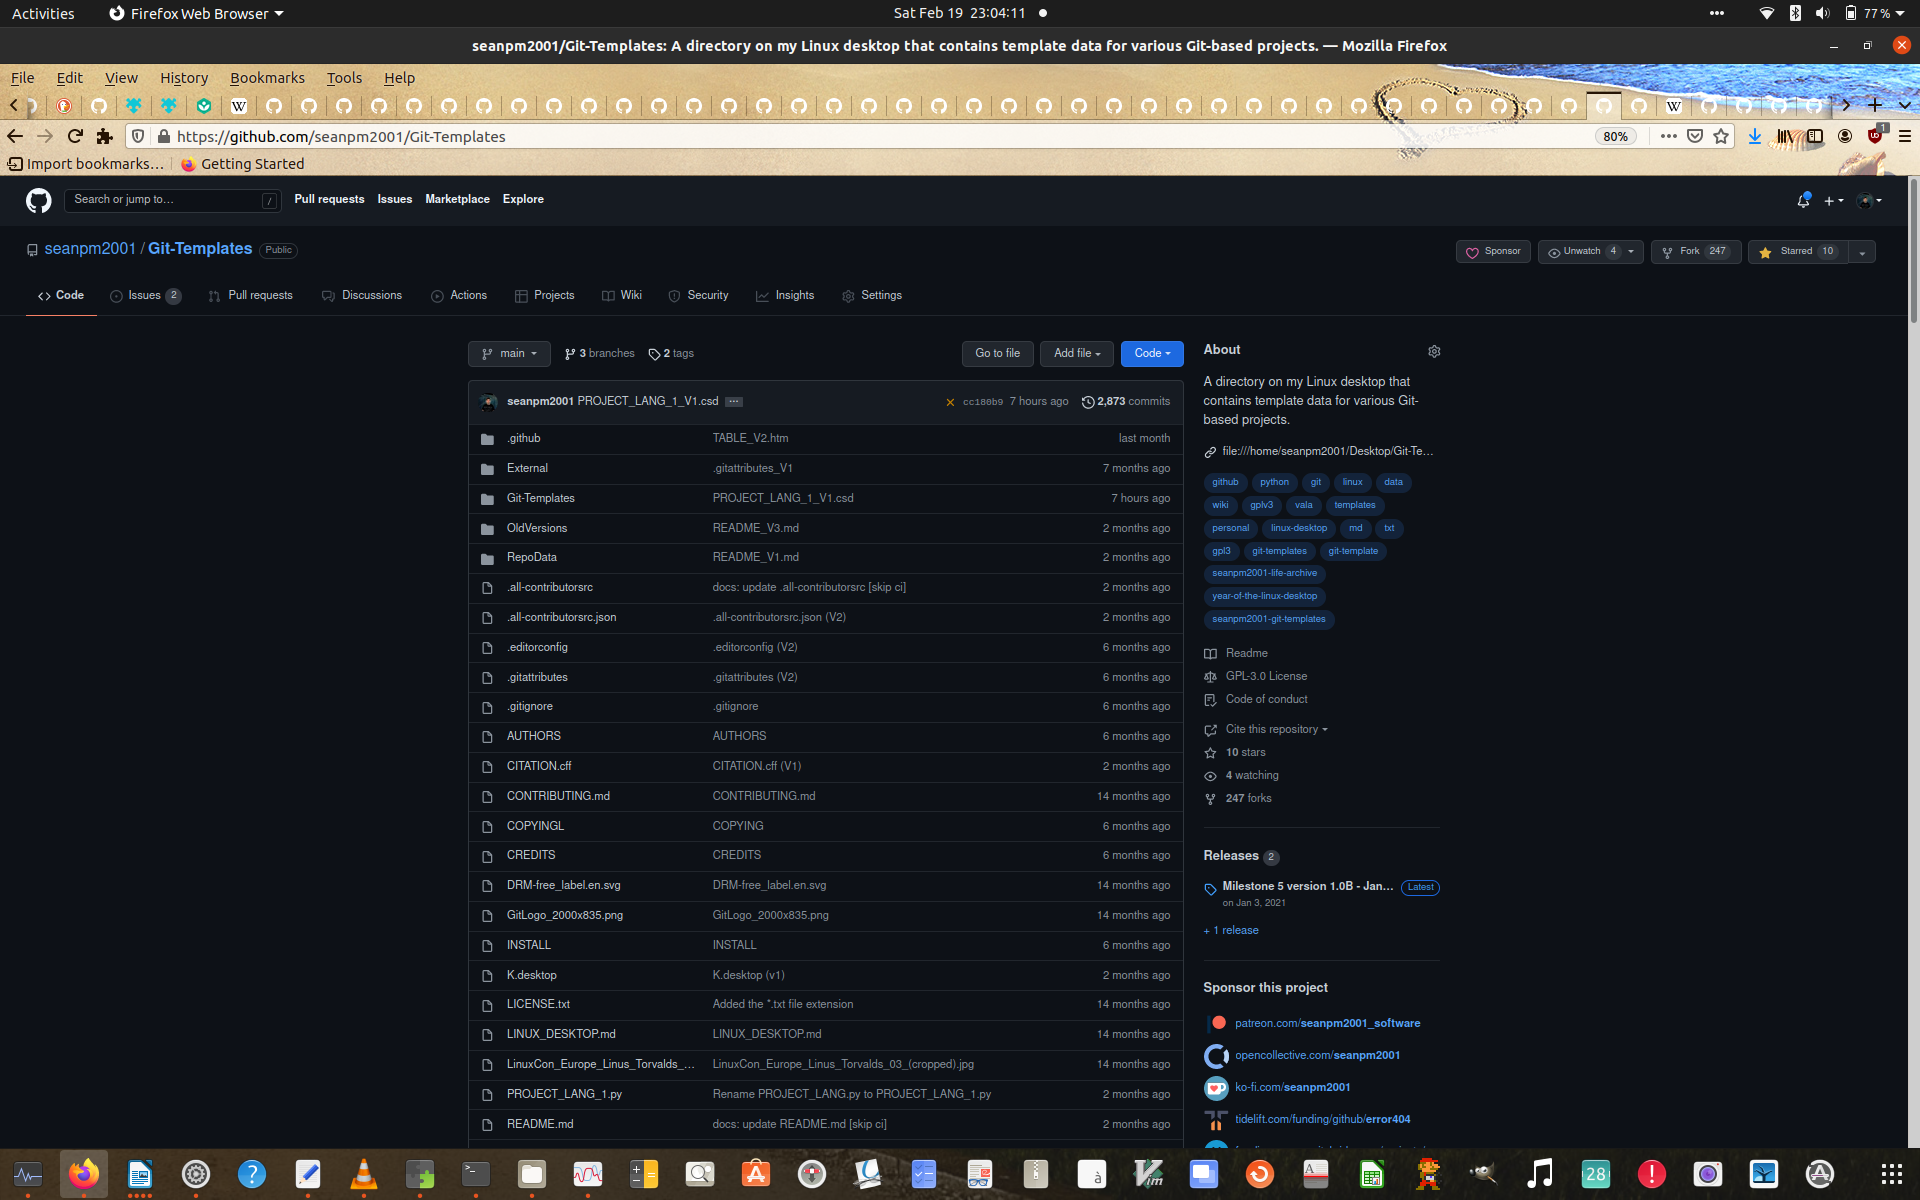 Activities Firefox Web Browser Sat Feb 19 23:04:11 77 %
seanpm2001/Git-Templates: A directory on my Linux desktop that contains template data for various Git-based projects. — Mozilla Firefox
File Edit View History Bookmarks Tools Help
https://github.com/seanpm2001/Git-Templates 80% 1
Import bookmarks… Getting Started
Search or jump to… / Pull requests Issues Marketplace Explore
seanpm2001 / Git-Templates Public Sponsor Unwatch 4 Fork 247 Starred 10
Code Issues 2 Pull requests Discussions Actions Projects Wiki Security Insights Settings
main 3 branches 2 tags Go to file Add file Code
seanpm2001 PROJECT_LANG_1_V1.csd ... cc180b9 7 hours ago 2,873 commits
.github TABLE_V2.htm last month
External .gitattributes_V1 7 months ago
Git-Templates PROJECT_LANG_1_V1.csd 7 hours ago
OldVersions README_V3.md 2 months ago
RepoData README_V1.md 2 months ago
.all-contributorsrc docs: update .all-contributorsrc [skip ci] 2 months ago
.all-contributorsrc.json .all-contributorsrc.json (V2) 2 months ago
.editorconfig .editorconfig (V2) 6 months ago
.gitattributes .gitattributes (V2) 6 months ago
.gitignore .gitignore 6 months ago
AUTHORS AUTHORS 6 months ago
CITATION.cff CITATION.cff (V1) 2 months ago
CONTRIBUTING.md CONTRIBUTING.md 14 months ago
COPYINGL COPYING 6 months ago
CREDITS CREDITS 6 months ago
DRM-free_label.en.svg DRM-free_label.en.svg 14 months ago
GitLogo_2000x835.png GitLogo_2000x835.png 14 months ago
INSTALL INSTALL 6 months ago
K.desktop K.desktop (v1) 2 months ago
LICENSE.txt Added the *.txt file extension 14 months ago
LINUX_DESKTOP.md LINUX_DESKTOP.md 14 months ago
LinuxCon_Europe_Linus_Torvalds_... LinuxCon_Europe_Linus_Torvalds_03_(cropped).jpg 14 months ago
PROJECT_LANG_1.py Rename PROJECT_LANG.py to PROJECT_LANG_1.py 2 months ago
README.md docs: update README.md [skip ci] 2 months ago
About
A directory on my Linux desktop that
contains template data for various Git-
based projects.
file:///home/seanpm2001/Desktop/Git-Te...
github python git linux data
wiki gplv3 vala templates
personal linux-desktop md txt
gpl3 git-templates git-template
seanpm2001-life-archive
year-of-the-linux-desktop
seanpm2001-git-templates
Readme
GPL-3.0 License
Code of conduct
Cite this repository
10 stars
4 watching
247 forks
Releases 2
Milestone 5 version 1.0B - Jan... Latest
on Jan 3, 2021
+ 1 release
Sponsor this project
patreon.com/seanpm2001_software
opencollective.com/seanpm2001
ko-fi.com/seanpm2001
tidelift.com/funding/github/error404
28